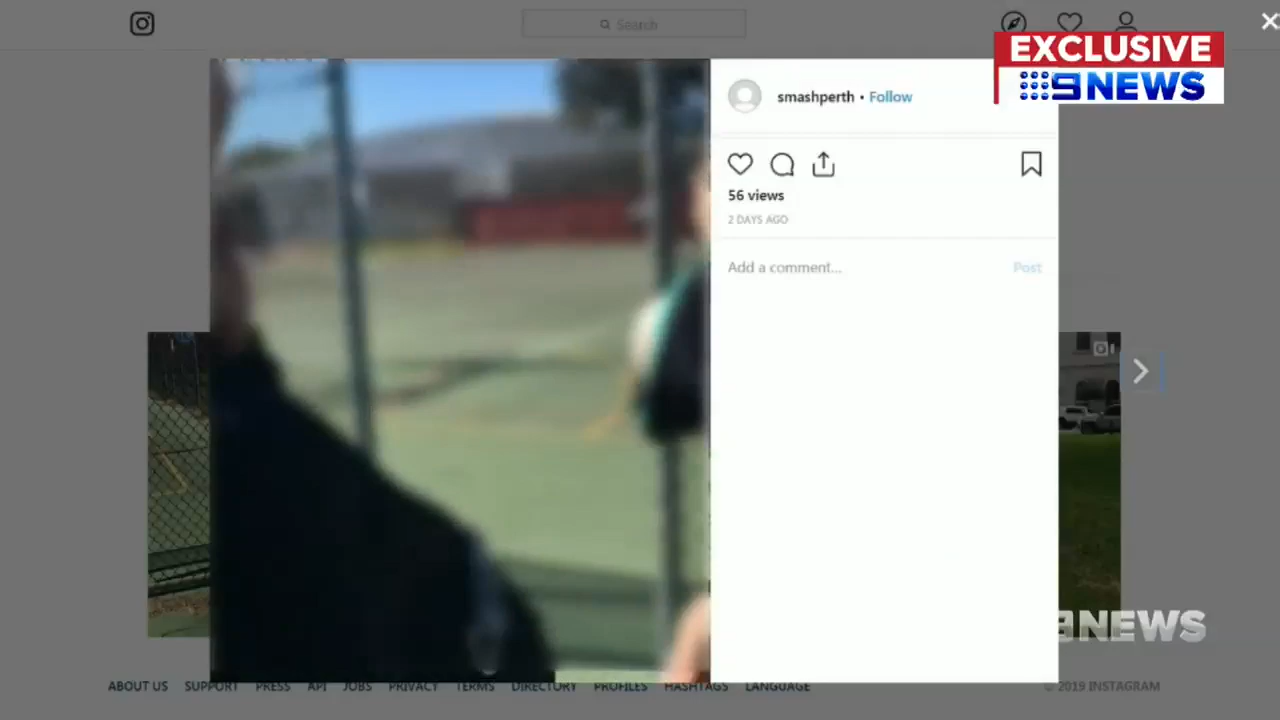 Search
EXCLUSIVE
9NEWS
smashperth • Follow
56 views
2 DAYS AGO
Add a comment... Post
9NEWS
ABOUT US SUPPORT PRESS API JOBS PRIVACY TERMS DIRECTORY PROFILES HASHTAGS LANGUAGE
© 2019 INSTAGRAM